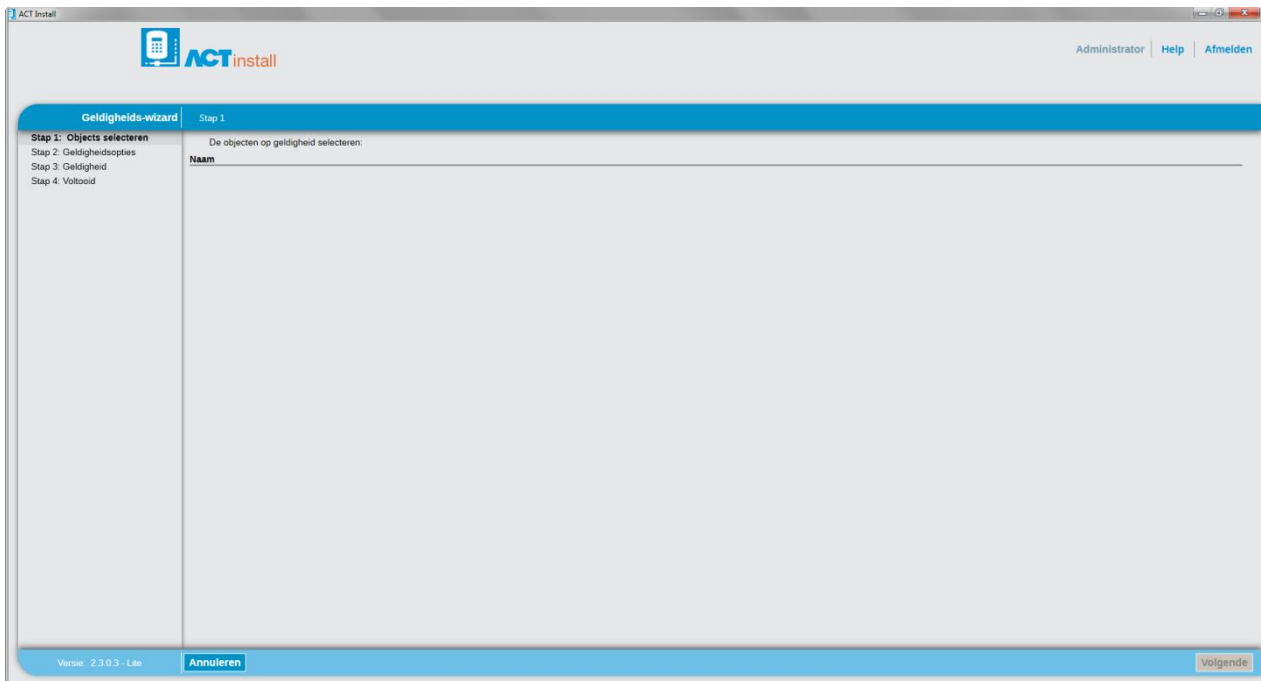 ACT Install
ACTinstall
Administrator Help Afmelden
Geldigheids-wizard Stap 1
Stap 1: Objects selecteren
Stap 2: Geldigheidsopties
Stap 3: Geldigheid
Stap 4: Voltooid
De objecten op geldigheid selecteren:
Naam
Versie: 2.3.0.3 - Lite Annuleren Volgende